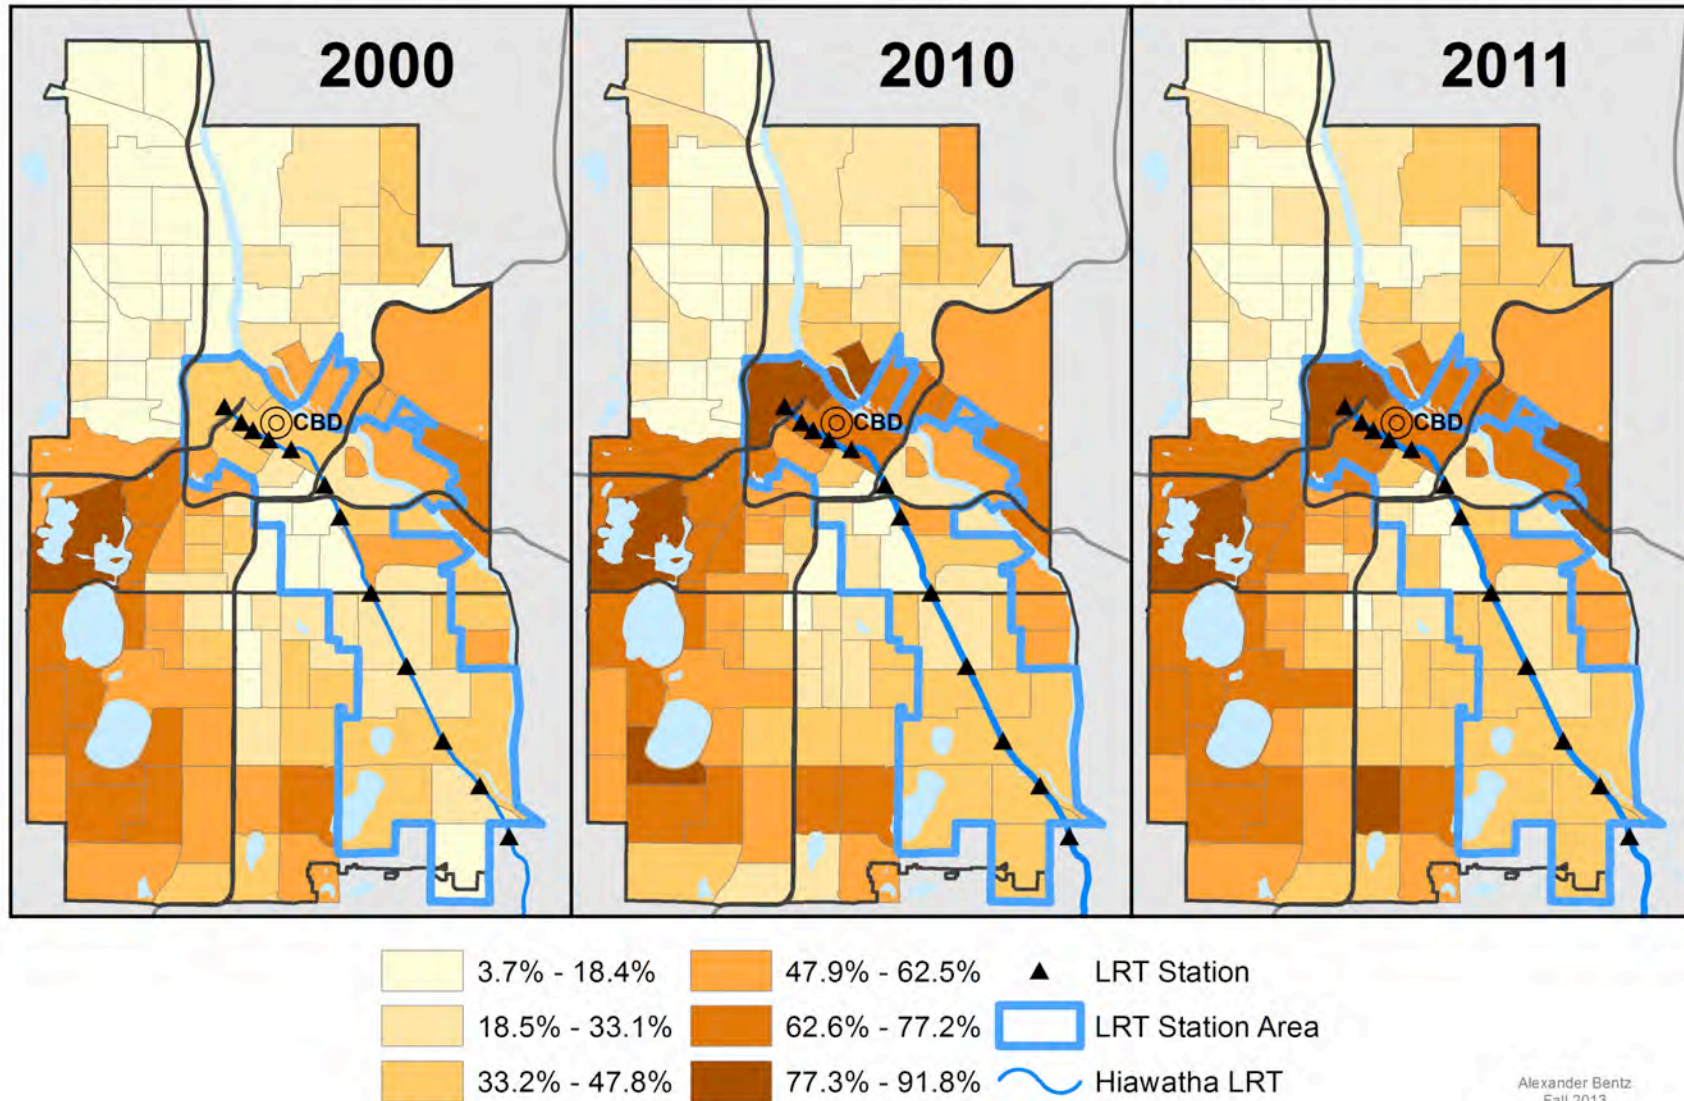 2000
2010
2011
CBD
CBD
CBD
3.7% - 18.4%
47.9% - 62.5%
LRT Station
18.5% - 33.1%
62.6% - 77.2%
LRT Station Area
33.2% - 47.8%
77.3% - 91.8%
Hiawatha LRT
Alexander Bentz
Fall 2013